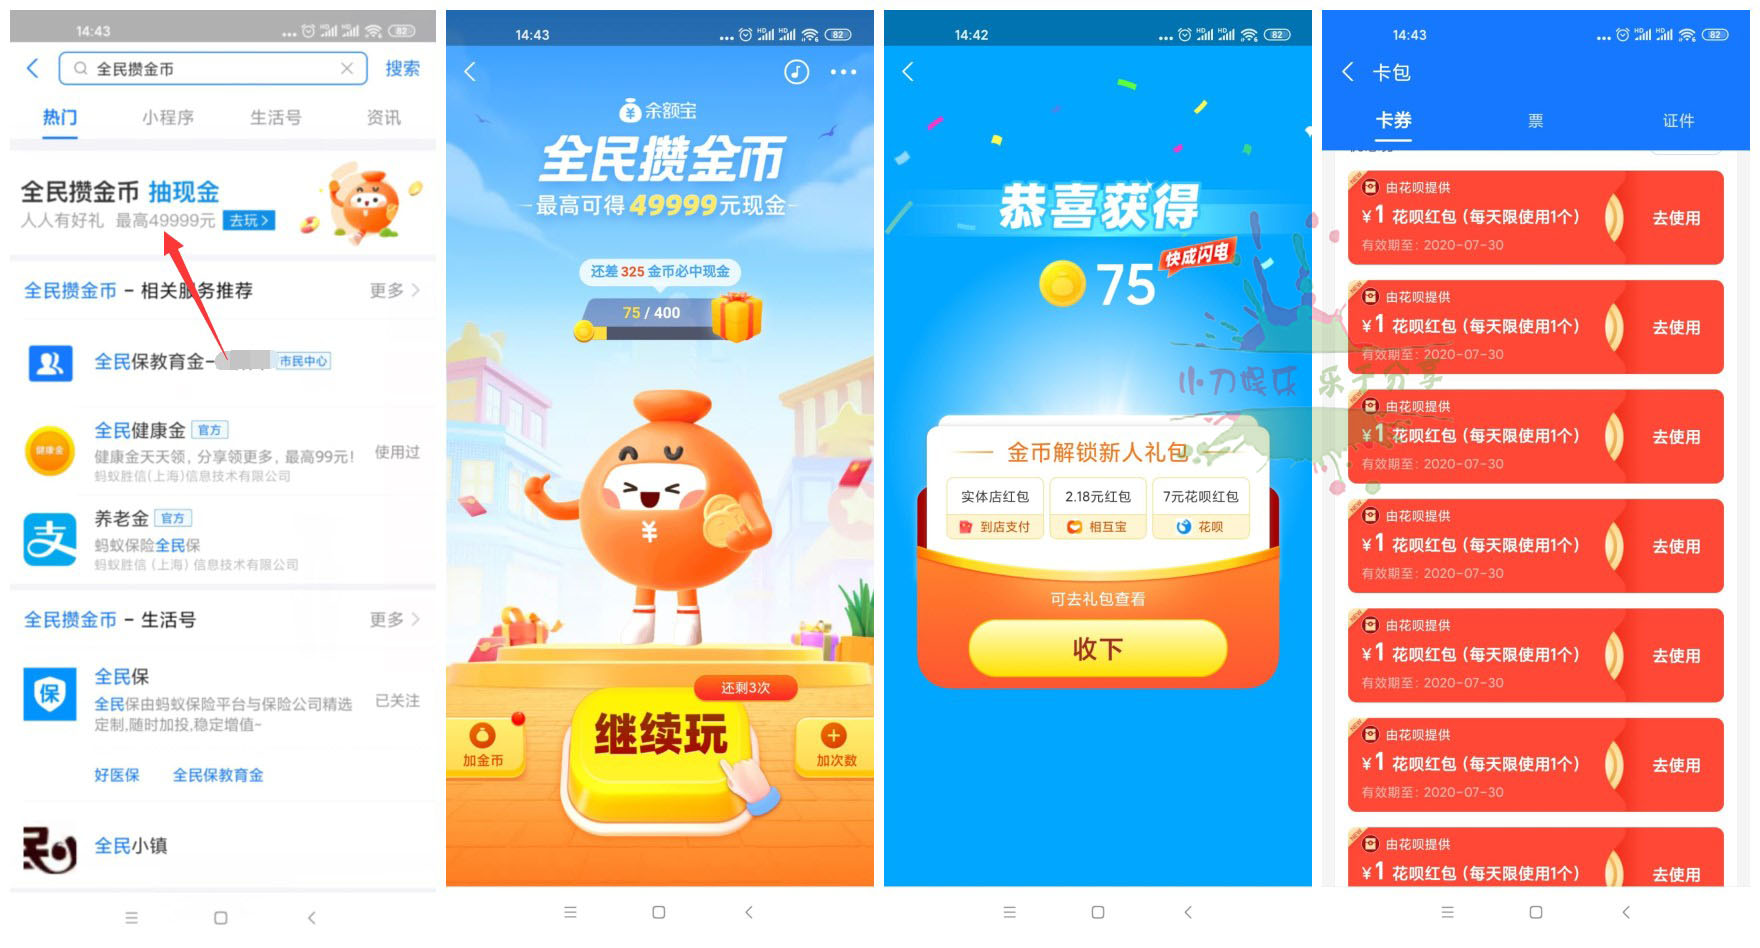 14:43
82
全民攒金币
搜索
热门
小程序
生活号
资讯
全民攒金币 抽现金
人人有好礼 最高49999元 去玩>
全民攒金币 - 相关服务推荐
更多
全民保教育金-
市民中心
全民健康金 官方
健康金
健康金天天领，分享领更多，最高99元！
使用过
蚂蚁胜信(上海)信息技术有限公司
支
养老金 官方
蚂蚁保险全民保
蚂蚁胜信 (上海) 信息技术有限公司
全民攒金币 - 生活号
更多
保
全民保
全民保由蚂蚁保险平台与保险公司精选
定制,随时加投,稳定增值~
已关注
好医保 全民保教育金
全民小镇
14:43
82
余额宝
全民攒金币
最高可得49999元现金
还差325金币必中现金
75 / 400
¥
还剩3次
继续玩
加金币
加次数
14:42
82
恭喜获得
75
快成闪电
金币解锁新人礼包
实体店红包
到店支付
2.18元红包
相互宝
7元花呗红包
花呗
可去礼包查看
收下
小刀娱乐 乐于分享
14:43
82
卡包
卡券
票
证件
由花呗提供
¥1 花呗红包 (每天限使用1个)
去使用
有效期至：2020-07-30
由花呗提供
¥1 花呗红包 (每天限使用1个)
去使用
有效期至：2020-07-30
由花呗提供
¥1 花呗红包 (每天限使用1个)
去使用
有效期至：2020-07-30
由花呗提供
¥1 花呗红包 (每天限使用1个)
去使用
有效期至：2020-07-30
由花呗提供
¥1 花呗红包 (每天限使用1个)
去使用
有效期至：2020-07-30
由花呗提供
¥1 花呗红包 (每天限使用1个)
去使用
有效期至：2020-07-30
由花呗提供
¥1 花呗红包 (每天限使用1个)
去使用